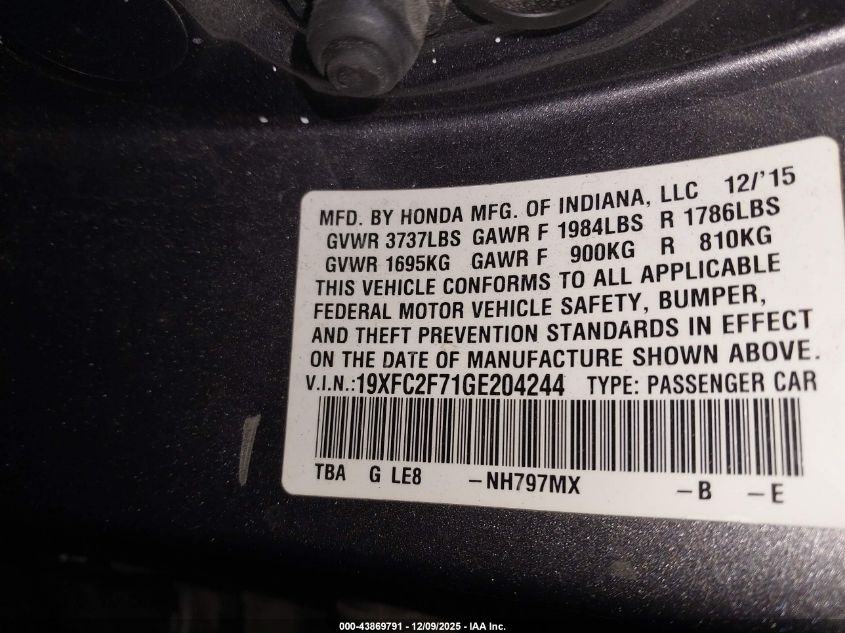 MFD. BY HONDA MFG. OF INDIANA, LLC 12/'15
GVWR 3737LBS GAWR F 1984LBS R 1786LBS
GVWR 1695KG GAWR F 900KG R 810KG
THIS VEHICLE CONFORMS TO ALL APPLICABLE
FEDERAL MOTOR VEHICLE SAFETY, BUMPER,
AND THEFT PREVENTION STANDARDS IN EFFECT
ON THE DATE OF MANUFACTURE SHOWN ABOVE.
V.I.N.:19XFC2F71GE204244 TYPE: PASSENGER CAR
TBA G LE8 -NH797MX -B -E
000-43869791 - 12/09/2025 - IAA Inc.